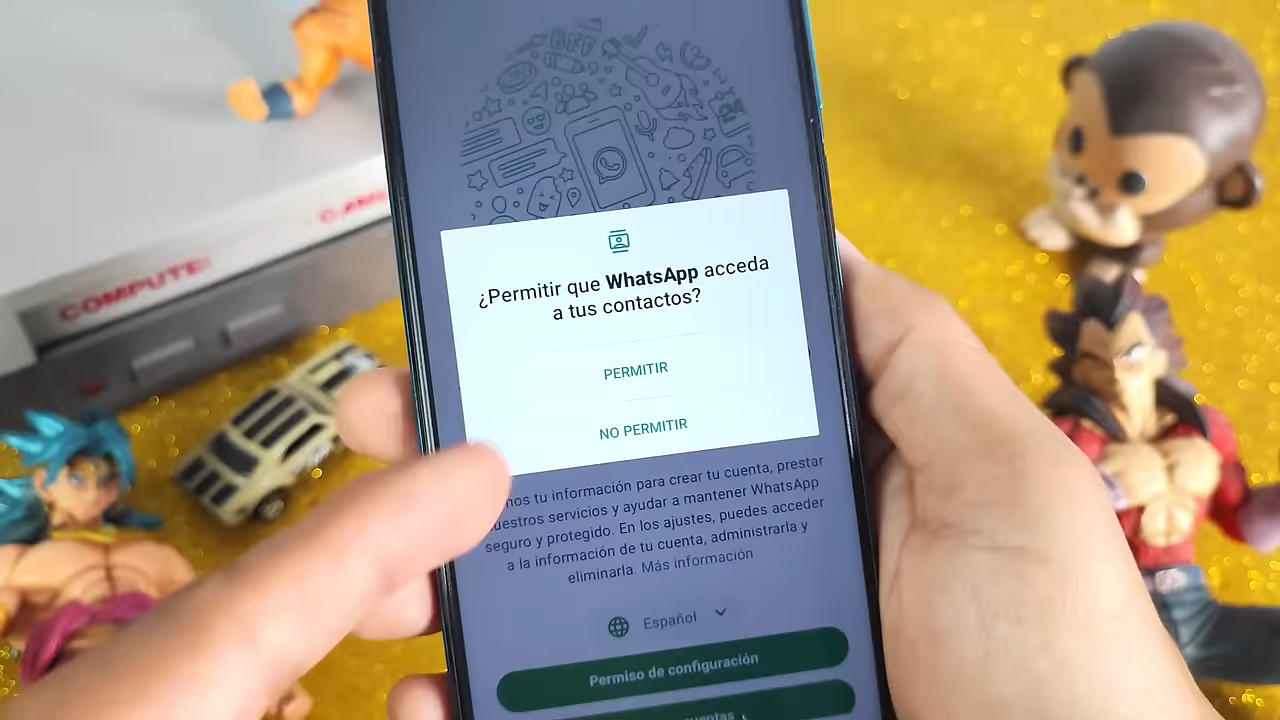 BFF
COMPUTE
¿Permitir que WhatsApp acceda
a tus contactos?
PERMITIR
NO PERMITIR
tu información para crear tu cuenta, prestar
servicios y ayudar a mantener WhatsApp
seguro y protegido. En los ajustes, puedes acceder
a la información de tu cuenta, administrarla y
eliminarla. Más información
Español
Permiso de configuración